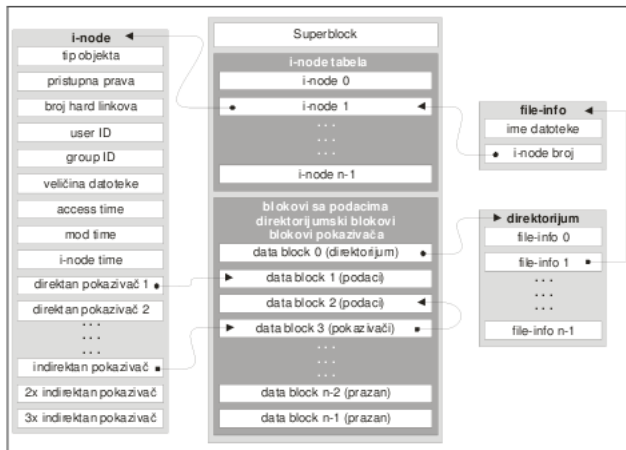 i-node
tip objekta
pristupna prava
broj hard linkova
user ID
group ID
veličina datoteke
access time
mod time
i-node time
direktan pokazivač 1
direktan pokazivač 2
. . .
. . .
indirektan pokazivač
2x indirektan pokazivač
3x indirektan pokazivač
Superblock
i-node tabela
i-node 0
i-node 1
. . .
. . .
i-node n-1
blokovi sa podacima
direktorijumski blokovi
blokovi pokazivača
data block 0 (direktorijum)
data block 1 (podaci)
data block 2 (podaci)
data block 3 (pokazivači)
. . .
. . .
data block n-2 (prazan)
data block n-1 (prazan)
file-info
ime datoteke
i-node broj
direktorijum
file-info 0
file-info 1
. . .
. . .
file-info n-1